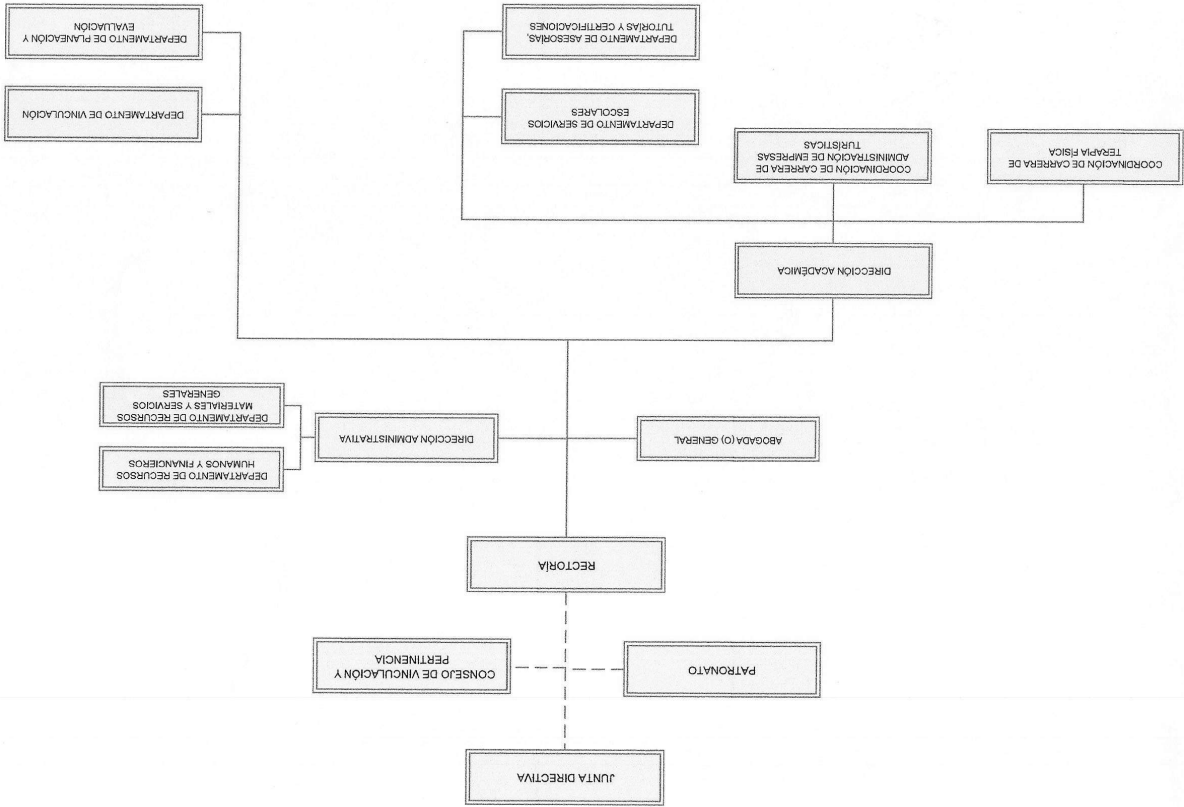 JUNTA DIRECTIVA
PATRONATO
CONSEJO DE VINCULACIÓN Y
PERTINENCIA
RECTORÍA
ABOGADA (O) GENERAL
DIRECCIÓN ADMINISTRATIVA
DEPARTAMENTO DE RECURSOS
HUMANOS Y FINANCIEROS
DEPARTAMENTO DE RECURSOS
MATERIALES Y SERVICIOS
GENERALES
DIRECCIÓN ACADÉMICA
COORDINACIÓN DE CARRERA DE
TERAPIA FÍSICA
COORDINACIÓN DE CARRERA DE
ADMINISTRACIÓN DE EMPRESAS
TURÍSTICAS
DEPARTAMENTO DE SERVICIOS
ESCOLARES
DEPARTAMENTO DE ASESORÍAS,
TUTORÍAS Y CERTIFICACIONES
DEPARTAMENTO DE VINCULACIÓN
DEPARTAMENTO DE PLANEACIÓN Y
EVALUACIÓN